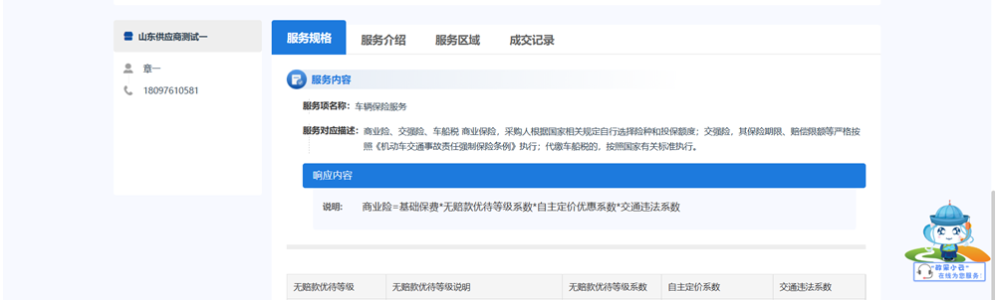 山东供应商测试一
章一
18097610581
服务规格 服务介绍 服务区域 成交记录
服务内容
服务项名称: 车辆保险服务
服务对应描述: 商业险、交强险、车船税 商业保险，采购人根据国家相关规定自行选择险种和投保额度；交强险，其保险期限、赔偿限额等严格按
照《机动车交通事故责任强制保险条例》执行；代缴车船税的，按照国家有关标准执行。
响应内容
说明: 商业险=基础保费*无赔款优待等级系数*自主定价优惠系数*交通违法系数
无赔款优待等级 无赔款优待等级说明 无赔款优待等级系数 自主定价系数 交通违法系数
在线为您服务!